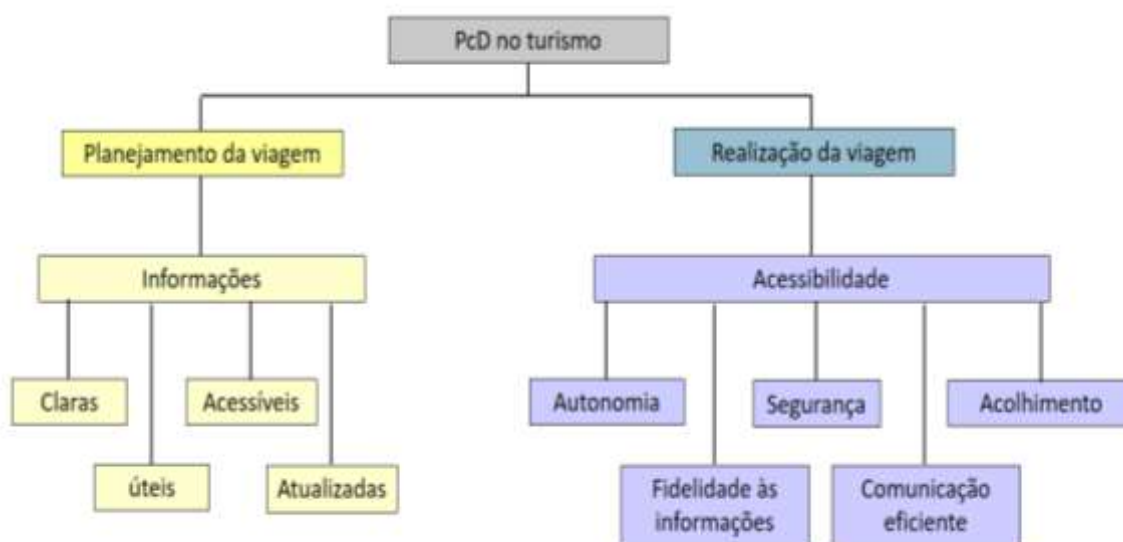 PcD no turismo
Planejamento da viagem
Realização da viagem
Informações
Acessibilidade
Claras
Acessíveis
Autonomia
Segurança
Acolhimento
úteis
Atualizadas
Fidelidade às
informações
Comunicação
eficiente